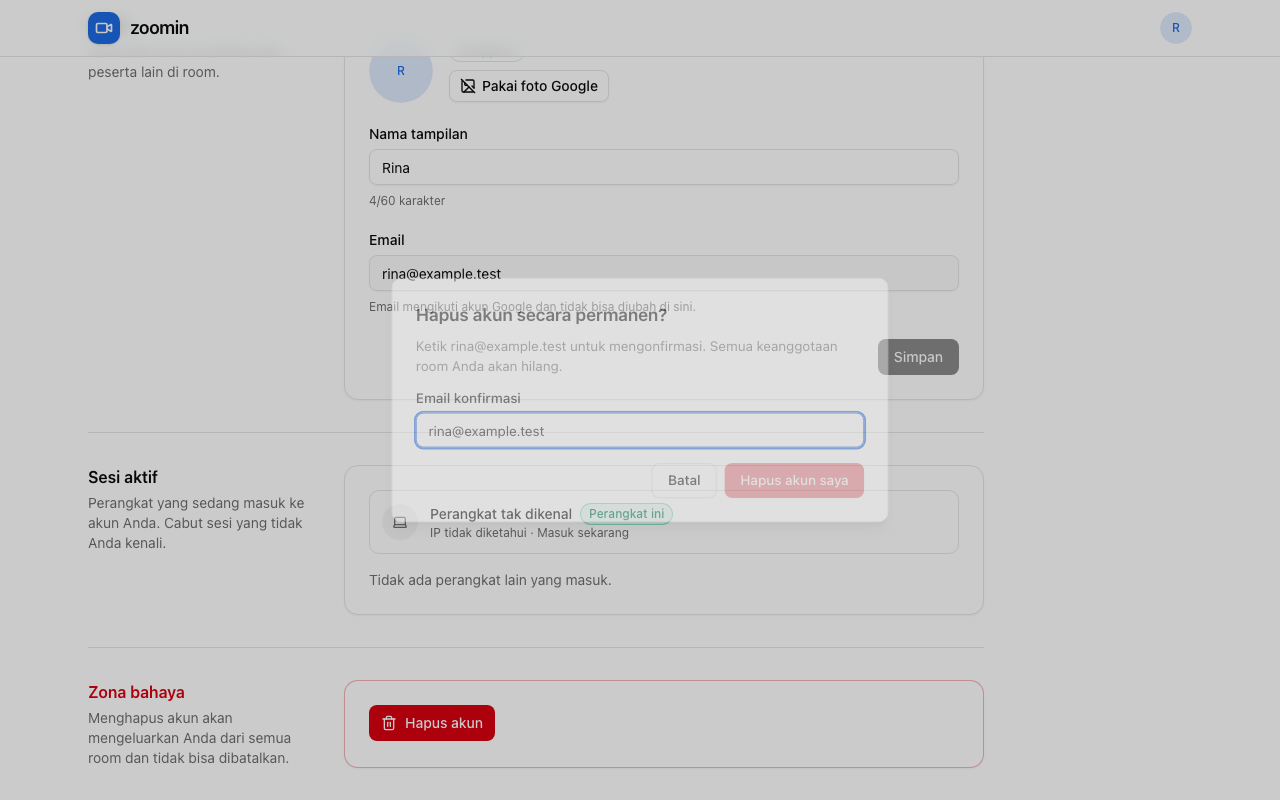 zoomin
R
peserta lain di room.
R
Pakai foto Google
Nama tampilan
Rina
4/60 karakter
Email
rina@example.test
Email mengikuti akun Google dan tidak bisa diubah di sini.
Simpan
Hapus akun secara permanen?
Ketik rina@example.test untuk mengonfirmasi. Semua keanggotaan
room Anda akan hilang.
Email konfirmasi
rina@example.test
Batal
Hapus akun saya
Sesi aktif
Perangkat yang sedang masuk ke
akun Anda. Cabut sesi yang tidak
Anda kenali.
Perangkat tak dikenal
Perangkat ini
IP tidak diketahui · Masuk sekarang
Tidak ada perangkat lain yang masuk.
Zona bahaya
Menghapus akun akan
mengeluarkan Anda dari semua
room dan tidak bisa dibatalkan.
Hapus akun